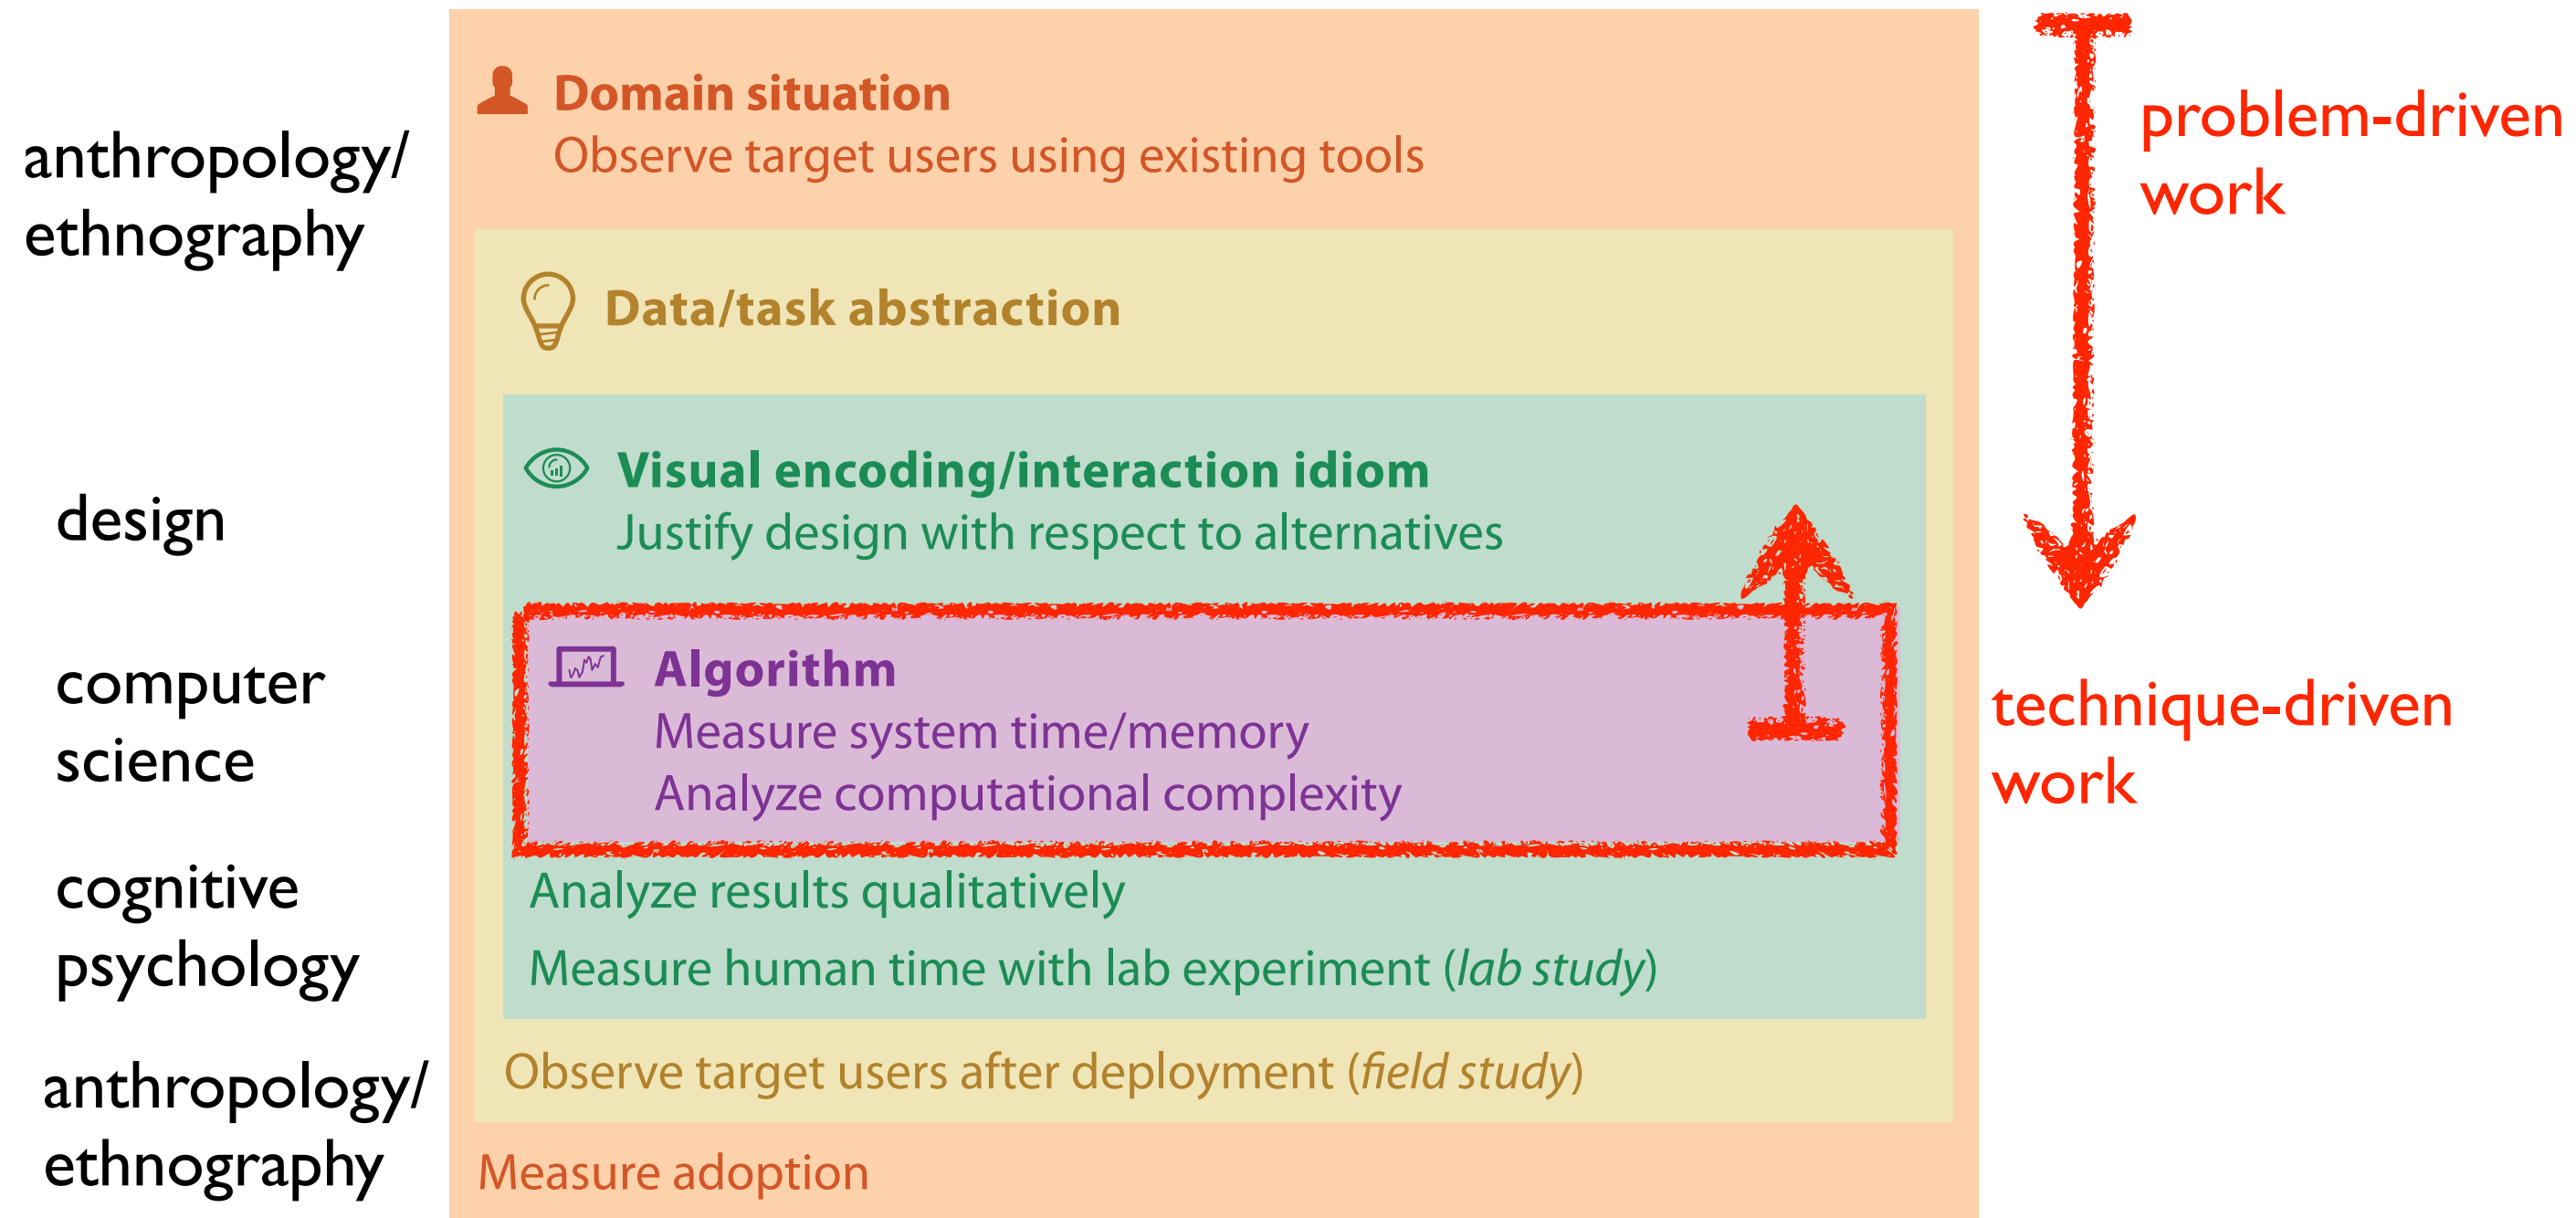 anthropology/
ethnography
design
computer
science
cognitive
psychology
anthropology/
ethnography
Domain situation
Observe target users using existing tools
Data/task abstraction
Visual encoding/interaction idiom
Justify design with respect to alternatives
Algorithm
Measure system time/memory
Analyze computational complexity
Analyze results qualitatively
Measure human time with lab experiment (lab study)
Observe target users after deployment (field study)
Measure adoption
problem-driven
work
technique-driven
work